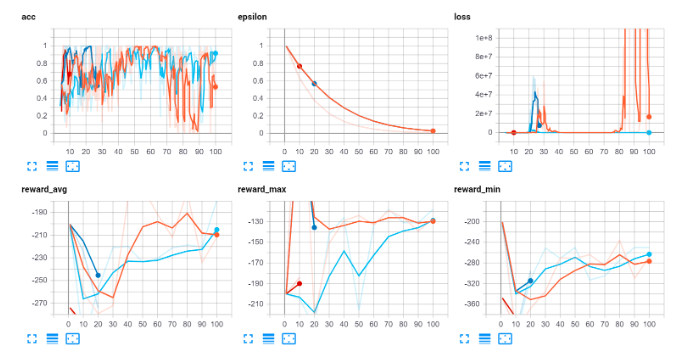 acc epsilon loss
1 1 1e+8
0.8 0.8 8e+7
0.6 0.6 6e+7
0.4 0.4 4e+7
0.2 0.2 2e+7
0 0 0
0 10 20 30 40 50 60 70 80 90 100 0 10 20 30 40 50 60 70 80 90 100 0 10 20 30 40 50 60 70 80 90 100
reward_avg reward_max reward_min
-190 -130 -200
-210 -150 -240
-230 -170 -280
-250 -190 -320
-270 -210 -360
0 10 20 30 40 50 60 70 80 90 100 0 10 20 30 40 50 60 70 80 90 100 0 10 20 30 40 50 60 70 80 90 100